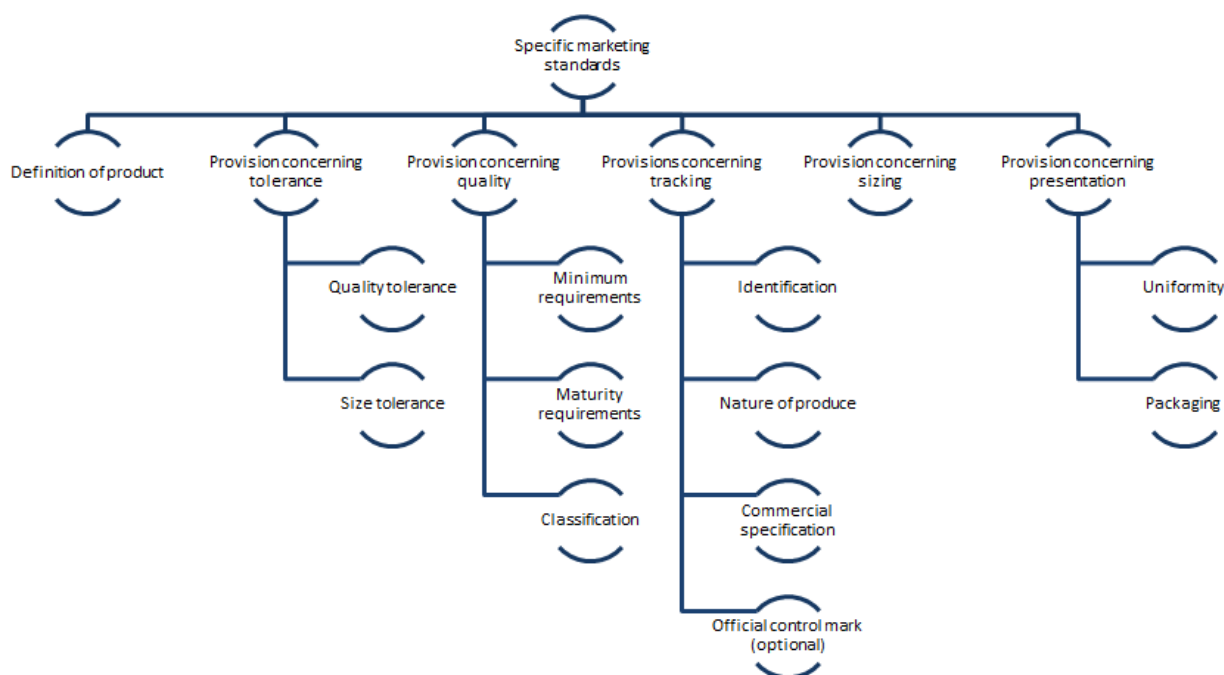 Specific marketing
standards
Definition of product
Provision concerning
tolerance
Provision concerning
quality
Provisions concerning
tracking
Provision concerning
sizing
Provision concerning
presentation
Quality tolerance
Minimum
requirements
Identification
Uniformity
Size tolerance
Maturity
requirements
Nature of produce
Packaging
Classification
Commercial
specification
Official control mark
(optional)